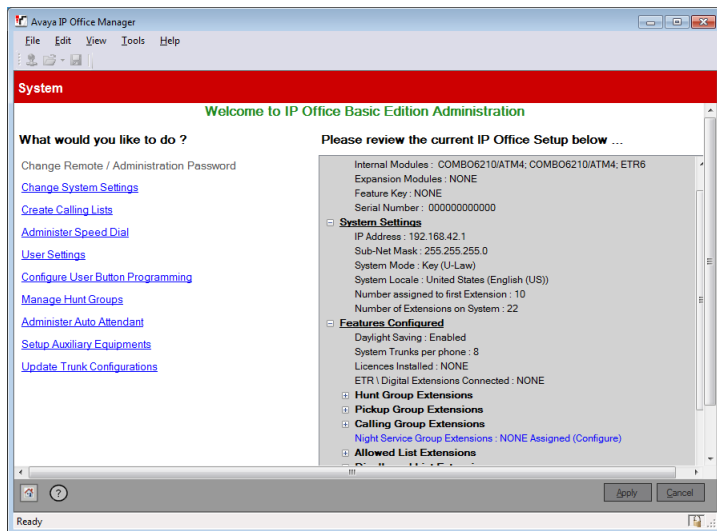 Avaya IP Office Manager
File Edit View Tools Help
System
Welcome to IP Office Basic Edition Administration
What would you like to do ?
Change Remote / Administration Password
Change System Settings
Create Calling Lists
Administer Speed Dial
User Settings
Configure User Button Programming
Manage Hunt Groups
Administer Auto Attendant
Setup Auxiliary Equipments
Update Trunk Configurations
Please review the current IP Office Setup below ...
Internal Modules : COMBO6210/ATM4; COMBO6210/ATM4; ETR6
Expansion Modules : NONE
Feature Key : NONE
Serial Number : 000000000000
System Settings
IP Address : 192.168.42.1
Sub-Net Mask : 255.255.255.0
System Mode : Key (U-Law)
System Locale : United States (English (US))
Number assigned to first Extension : 10
Number of Extensions on System : 22
Features Configured
Daylight Saving : Enabled
System Trunks per phone : 8
Licences Installed : NONE
ETR \ Digital Extensions Connected : NONE
Hunt Group Extensions
Pickup Group Extensions
Calling Group Extensions
Night Service Group Extensions : NONE Assigned (Configure)
Allowed List Extensions
Apply Cancel
Ready